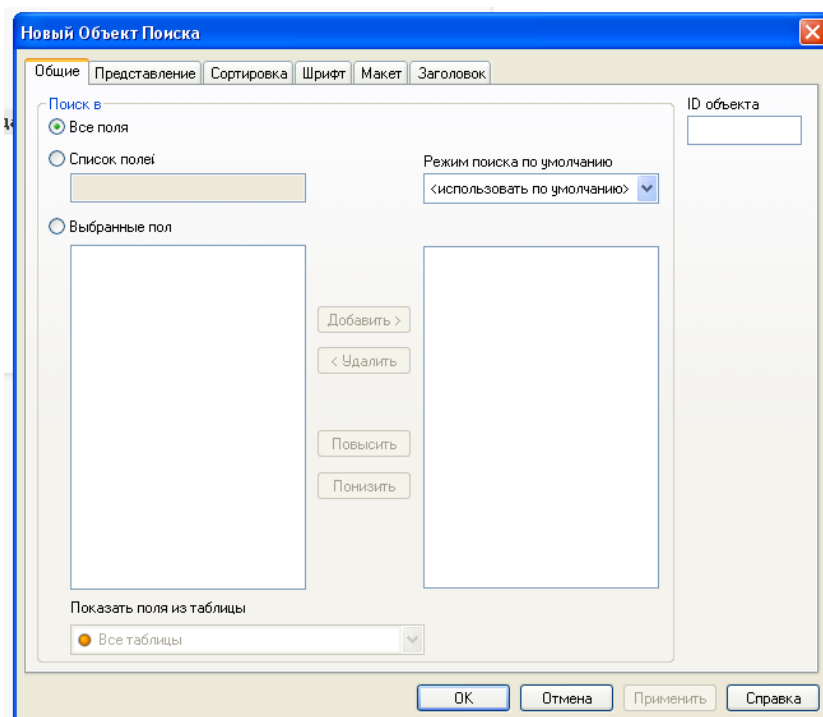 Новый Объект Поиска
Общие Представление Сортировка Шрифт Макет Заголовок
Поиск в
ID объекта
Все поля
Список поле
Режим поиска по умолчанию
<использовать по умолчанию>
Выбранные пол
Добавить >
< Удалить
Повысить
Понизить
Показать поля из таблицы
Все таблицы
OK Отмена Применить Справка